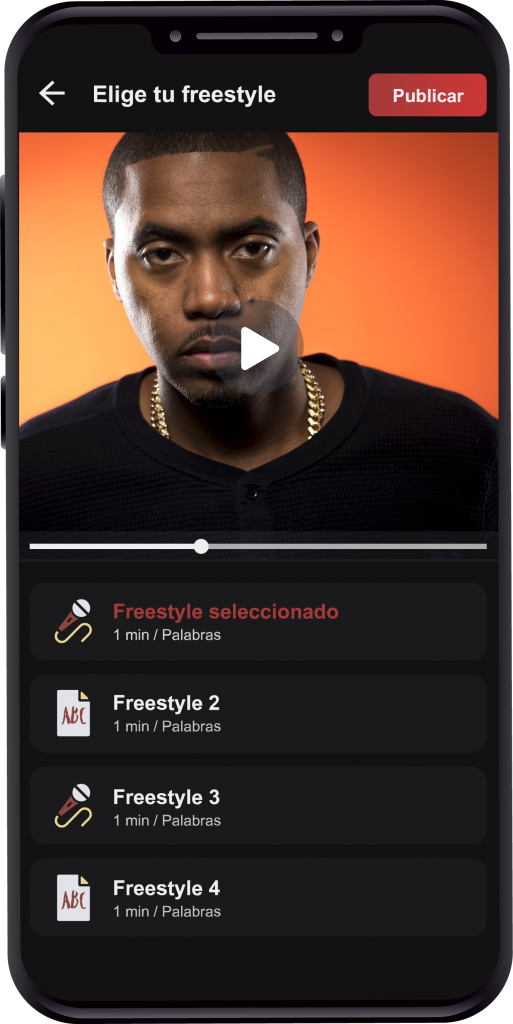 Elige tu freestyle
Publicar
Freestyle seleccionado
1 min / Palabras
ABC
Freestyle 2
1 min / Palabras
Freestyle 3
1 min / Palabras
ABC
Freestyle 4
1 min / Palabras